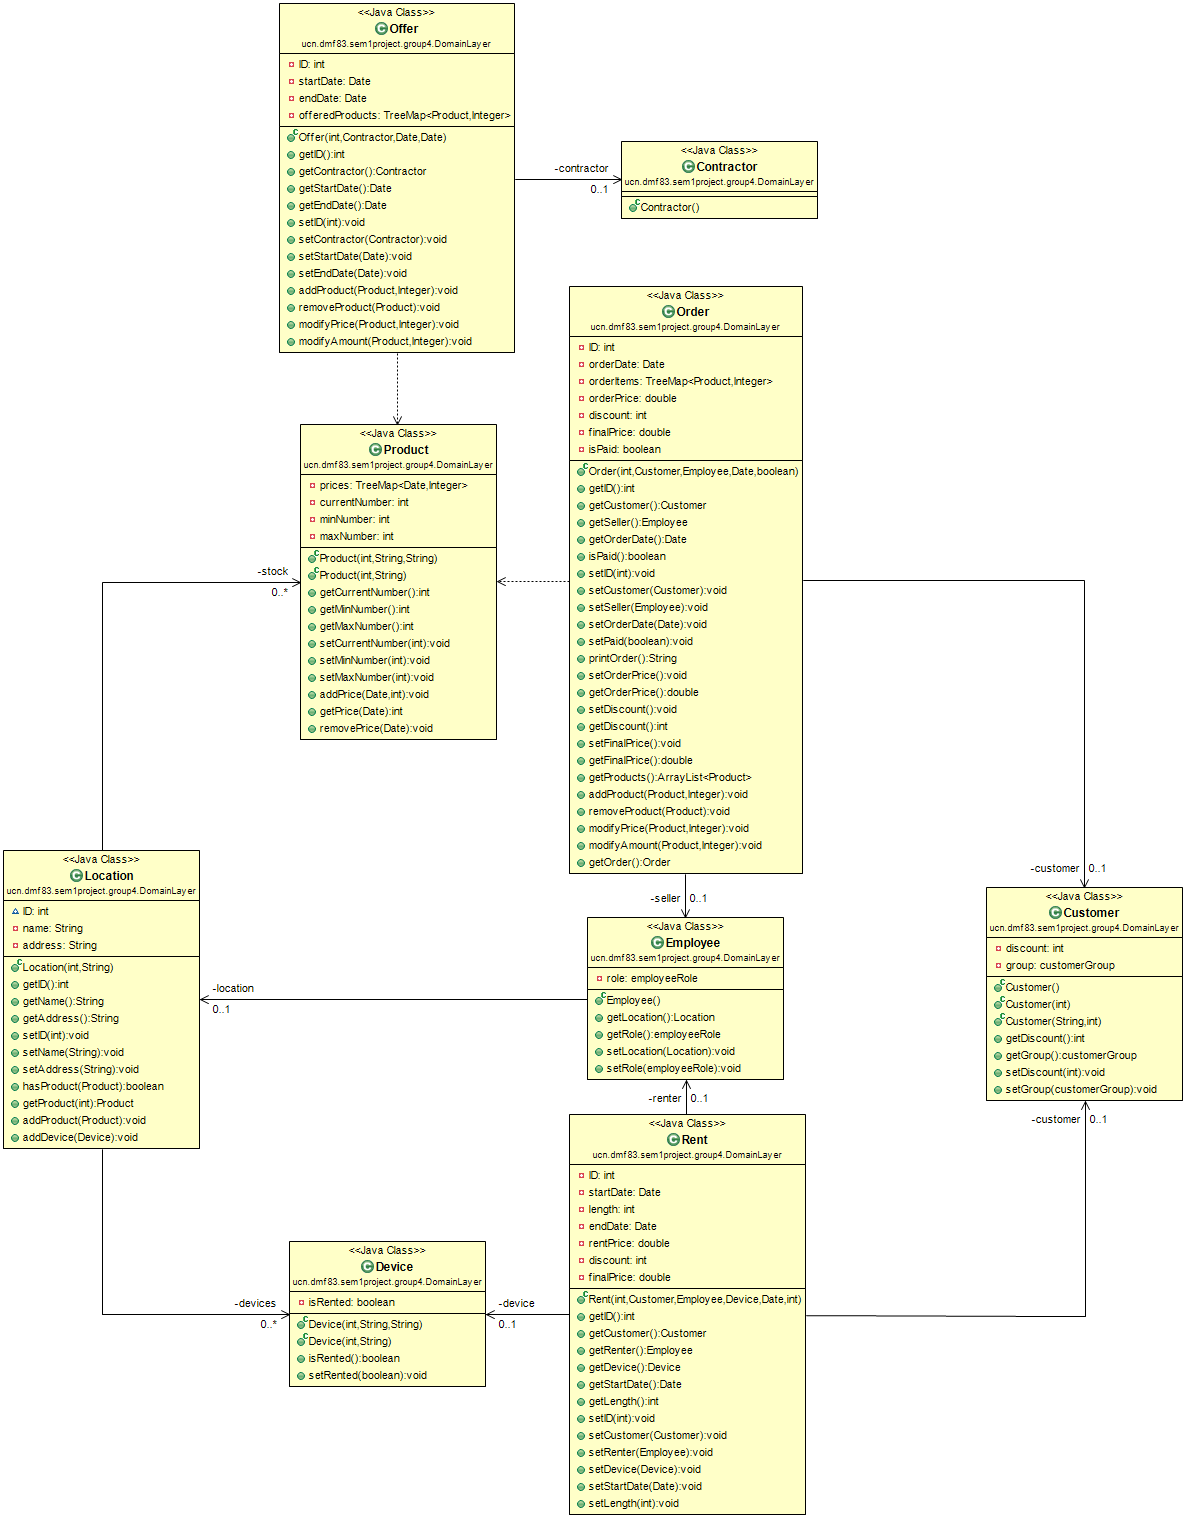 <<Java Class>>
Offer
ucn.dmf83.sem1project.group4.DomainLayer
ID: int
startDate: Date
endDate: Date
offeredProducts: TreeMap<Product,Integer>
Offer(int,Contractor,Date,Date)
getID():int
getContractor():Contractor
getStartDate():Date
getEndDate():Date
setID(int):void
setContractor(Contractor):void
setStartDate(Date):void
setEndDate(Date):void
addProduct(Product,Integer):void
removeProduct(Product):void
modifyPrice(Product,Integer):void
modifyAmount(Product,Integer):void
-contractor
0..1
<<Java Class>>
Contractor
ucn.dmf83.sem1project.group4.DomainLayer
Contractor()
<<Java Class>>
Order
ucn.dmf83.sem1project.group4.DomainLayer
ID: int
orderDate: Date
orderItems: TreeMap<Product,Integer>
orderPrice: double
discount: int
finalPrice: double
isPaid: boolean
Order(int,Customer,Employee,Date,boolean)
getID():int
getCustomer():Customer
getSeller():Employee
getOrderDate():Date
isPaid():boolean
setID(int):void
setCustomer(Customer):void
setSeller(Employee):void
setOrderDate(Date):void
setPaid(boolean):void
printOrder():String
setOrderPrice():void
getOrderPrice():double
setDiscount():void
getDiscount():int
setFinalPrice():void
getFinalPrice():double
getProducts():ArrayList<Product>
addProduct(Product,Integer):void
removeProduct(Product):void
modifyPrice(Product,Integer):void
modifyAmount(Product,Integer):void
getOrder():Order
<<Java Class>>
Product
ucn.dmf83.sem1project.group4.DomainLayer
prices: TreeMap<Date,Integer>
currentNumber: int
minNumber: int
maxNumber: int
Product(int,String,String)
Product(int,String)
getCurrentNumber():int
getMinNumber():int
getMaxNumber():int
setCurrentNumber(int):void
setMinNumber(int):void
setMaxNumber(int):void
addPrice(Date,int):void
getPrice(Date):int
removePrice(Date):void
-stock
0..*
<<Java Class>>
Location
ucn.dmf83.sem1project.group4.DomainLayer
ID: int
name: String
address: String
Location(int,String)
getID():int
getName():String
getAddress():String
setID(int):void
setName(String):void
setAddress(String):void
hasProduct(Product):boolean
getProduct(int):Product
addProduct(Product):void
addDevice(Device):void
-seller
0..1
-customer
0..1
<<Java Class>>
Employee
ucn.dmf83.sem1project.group4.DomainLayer
role: employeeRole
Employee()
getLocation():Location
getRole():employeeRole
setLocation(Location):void
setRole(employeeRole):void
-location
0..1
<<Java Class>>
Customer
ucn.dmf83.sem1project.group4.DomainLayer
discount: int
group: customerGroup
Customer()
Customer(int)
Customer(String,int)
getDiscount():int
getGroup():customerGroup
setDiscount(int):void
setGroup(customerGroup):void
-renter
0..1
-customer
0..1
<<Java Class>>
Rent
ucn.dmf83.sem1project.group4.DomainLayer
ID: int
startDate: Date
length: int
endDate: Date
rentPrice: double
discount: int
finalPrice: double
Rent(int,Customer,Employee,Device,Date,int)
getID():int
getCustomer():Customer
getRenter():Employee
getDevice():Device
getStartDate():Date
getLength():int
setID(int):void
setCustomer(Customer):void
setRenter(Employee):void
setDevice(Device):void
setStartDate(Date):void
setLength(int):void
<<Java Class>>
Device
ucn.dmf83.sem1project.group4.DomainLayer
isRented: boolean
Device(int,String,String)
Device(int,String)
isRented():boolean
setRented(boolean):void
-devices
0..*
-device
0..1